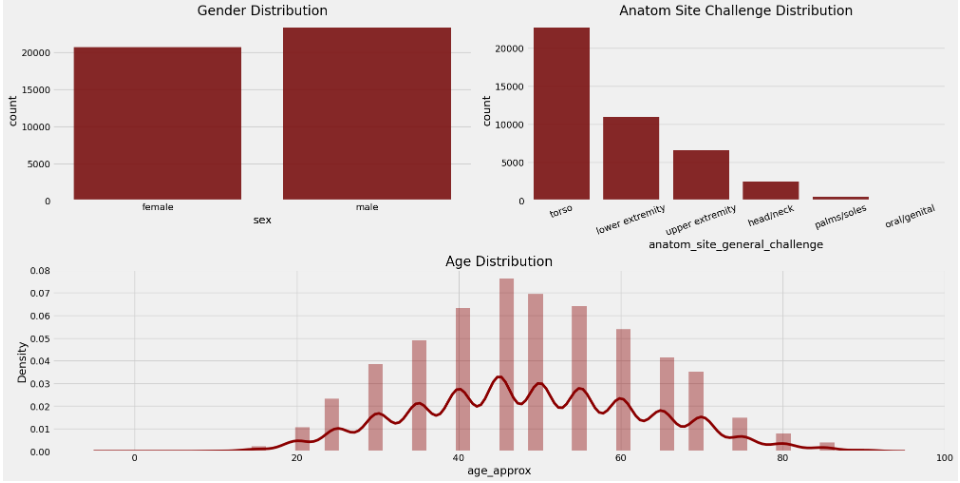 Gender Distribution
count
20000
15000
10000
5000
0
female male
sex
Anatom Site Challenge Distribution
count
20000
15000
10000
5000
0
torso lower extremity upper extremity head/neck palms/soles oral/genital
anatom_site_general_challenge
Age Distribution
Density
0.08
0.07
0.06
0.05
0.04
0.03
0.02
0.01
0.00
0 20 40 60 80 100
age_approx